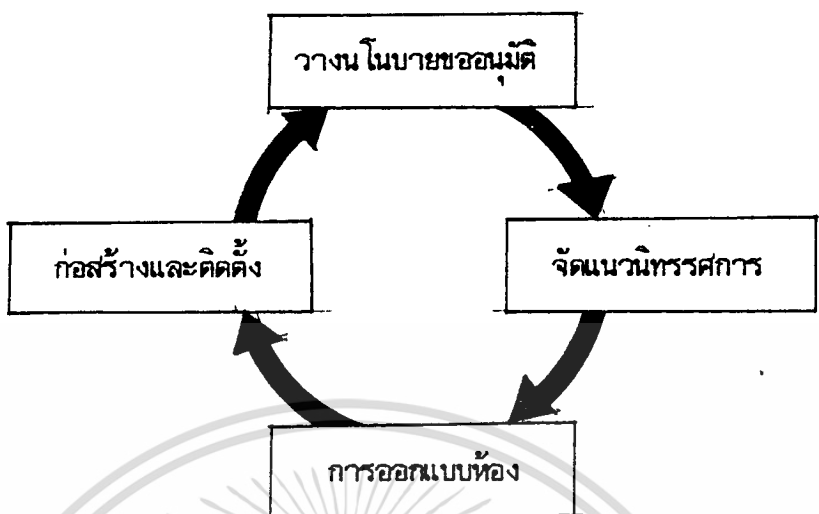 วางนโนบายขออนุมัติ
ก่อสร้างและติดตั้ง
จัดแนวนิทรรศการ
การออกแบบห้อง